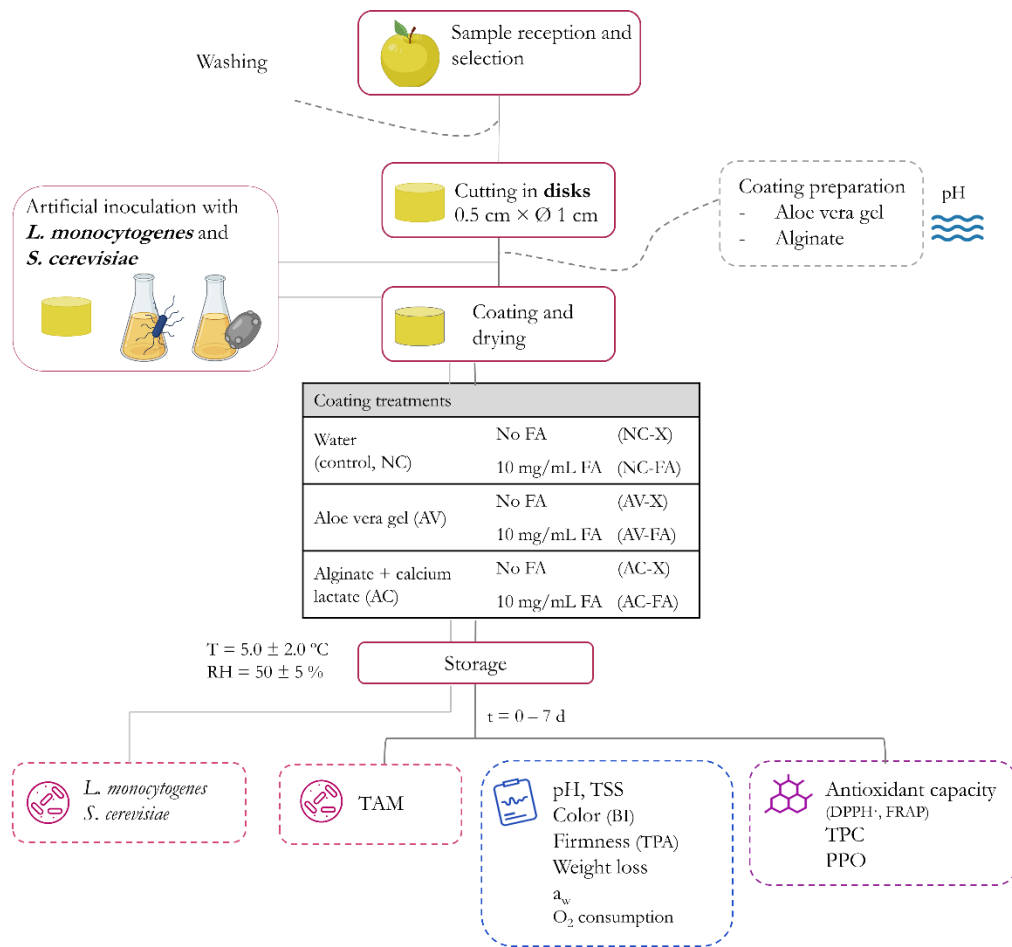 Sample reception and
selection
Washing
Cutting in disks
0.5 cm × Ø 1 cm
Coating preparation
- Aloe vera gel
- Alginate
pH
Artificial inoculation with
L. monocytogenes and
S. cerevisiae
Coating and
drying
Coating treatments
Water
(control, NC)
No FA (NC-X)
10 mg/mL FA (NC-FA)
Aloe vera gel (AV)
No FA (AV-X)
10 mg/mL FA (AV-FA)
Alginate + calcium
lactate (AC)
No FA (AC-X)
10 mg/mL FA (AC-FA)
T = 5.0 ± 2.0 ºC
RH = 50 ± 5 %
Storage
t = 0 – 7 d
L. monocytogenes
S. cerevisiae
TAM
pH, TSS
Color (BI)
Firmness (TPA)
Weight loss
a_w
O₂ consumption
Antioxidant capacity
(DPPH·, FRAP)
TPC
PPO